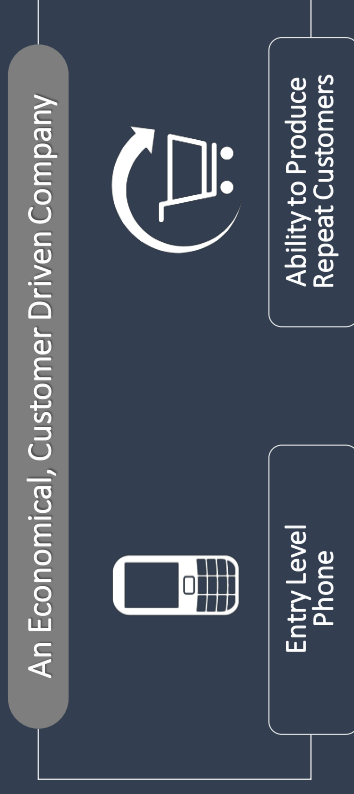 An Economical, Customer Driven Company
Entry Level
Phone
Ability to Produce
Repeat Customers